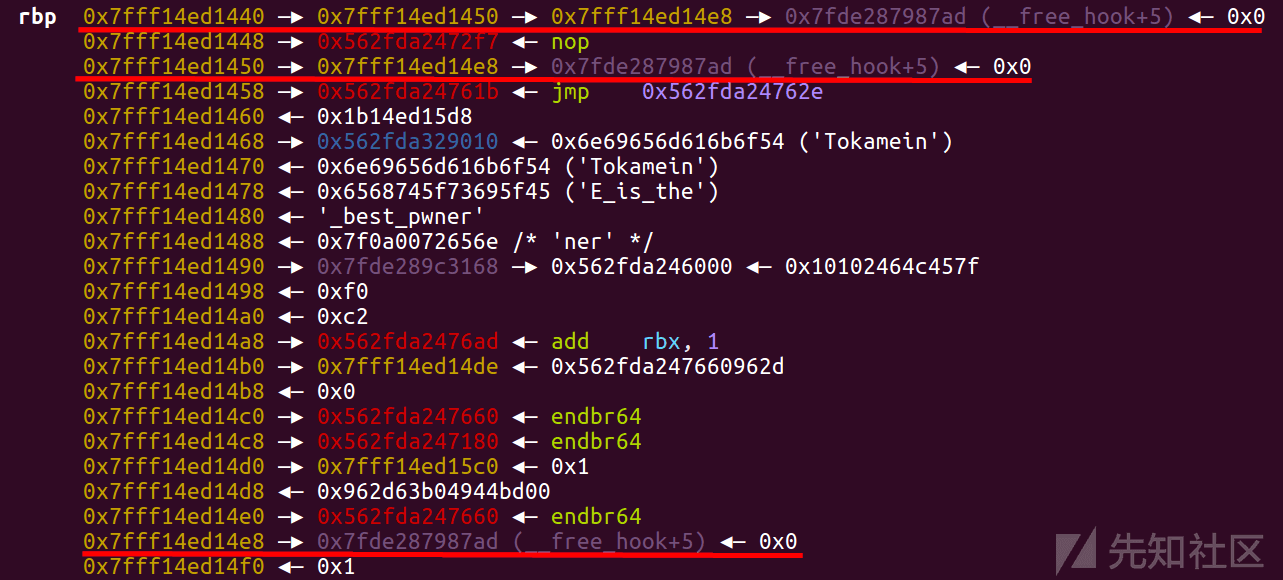 rbp 0x7fff14ed1440 —▸ 0x7fff14ed1450 —▸ 0x7fff14ed14e8 —▸ 0x7fde287987ad (__free_hook+5) ◂— 0x0
0x7fff14ed1448 —▸ 0x562fda2472f7 ◂— nop
0x7fff14ed1450 —▸ 0x7fff14ed14e8 —▸ 0x7fde287987ad (__free_hook+5) ◂— 0x0
0x7fff14ed1458 —▸ 0x562fda24761b ◂— jmp 0x562fda24762e
0x7fff14ed1460 ◂— 0x1b14ed15d8
0x7fff14ed1468 —▸ 0x562fda329010 ◂— 0x6e69656d616b6f54 ('Tokamein')
0x7fff14ed1470 ◂— 0x6e69656d616b6f54 ('Tokamein')
0x7fff14ed1478 ◂— 0x6568745f73695f45 ('E_is_the')
0x7fff14ed1480 ◂— '_best_pwner'
0x7fff14ed1488 ◂— 0x7f0a0072656e /* 'ner' */
0x7fff14ed1490 —▸ 0x7fde289c3168 —▸ 0x562fda246000 ◂— 0x10102464c457f
0x7fff14ed1498 ◂— 0xf0
0x7fff14ed14a0 ◂— 0xc2
0x7fff14ed14a8 —▸ 0x562fda2476ad ◂— add rbx, 1
0x7fff14ed14b0 —▸ 0x7fff14ed14de ◂— 0x562fda247660962d
0x7fff14ed14b8 ◂— 0x0
0x7fff14ed14c0 —▸ 0x562fda247660 ◂— endbr64
0x7fff14ed14c8 —▸ 0x562fda247180 ◂— endbr64
0x7fff14ed14d0 —▸ 0x7fff14ed15c0 ◂— 0x1
0x7fff14ed14d8 ◂— 0x962d63b04944bd00
0x7fff14ed14e0 —▸ 0x562fda247660 ◂— endbr64
0x7fff14ed14e8 —▸ 0x7fde287987ad (__free_hook+5) ◂— 0x0
0x7fff14ed14f0 ◂— 0x1
先知社区